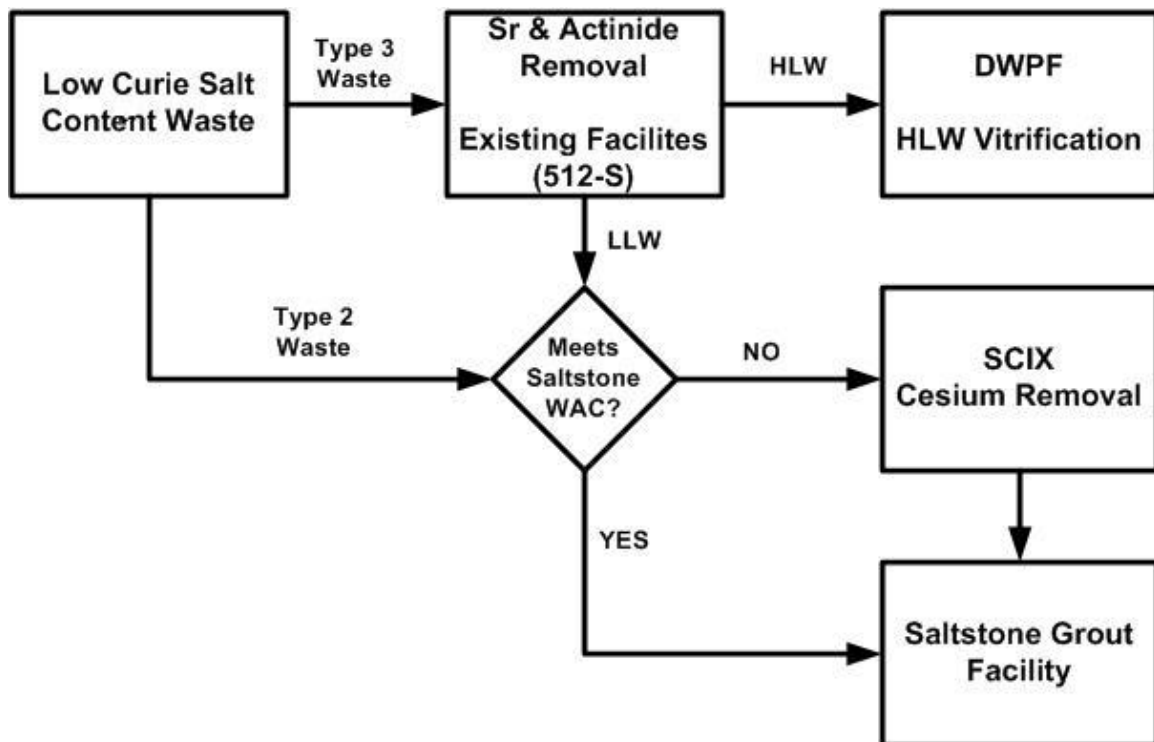 Low Curie Salt
Content Waste
Type 3
Waste
Sr & Actinide
Removal
Existing Facilites
(512-S)
HLW
DWPF
HLW Vitrification
LLW
Type 2
Waste
Meets
Saltstone
WAC?
NO
SCIX
Cesium Removal
YES
Saltstone Grout
Facility